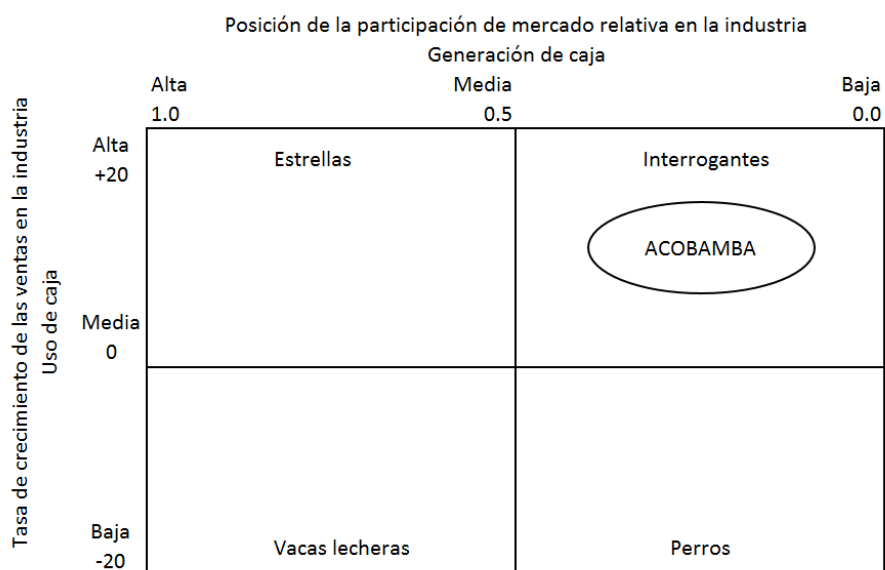 Posición de la participación de mercado relativa en la industria
Generación de caja
Alta Media Baja
1.0 0.5 0.0
Tasa de crecimiento de las ventas en la industria
Uso de caja
Alta
+20
Estrellas Interrogantes
ACOBAMBA
Media
0
Baja
-20
Vacas lecheras Perros